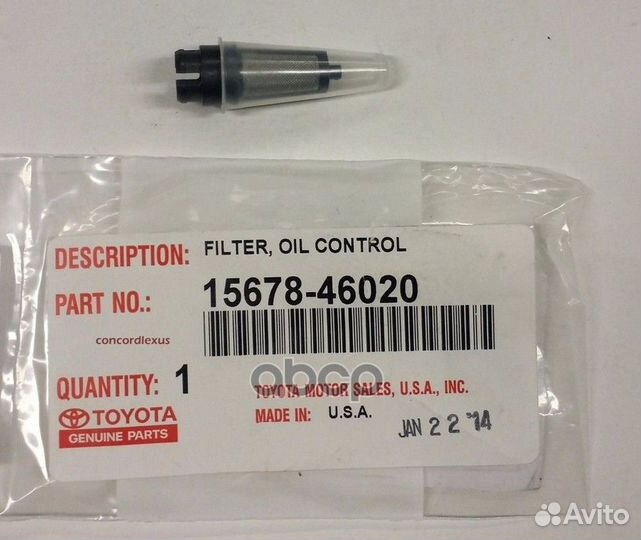 DESCRIPTION: FILTER, OIL CONTROL
PART NO.: 15678-46020
concordlexus
abcp
QUANTITY: 1
TOYOTA MOTOR SALES, U.S.A., INC.
TOYOTA
GENUINE PARTS
MADE IN: U.S.A.
JAN 22 '14
Avito